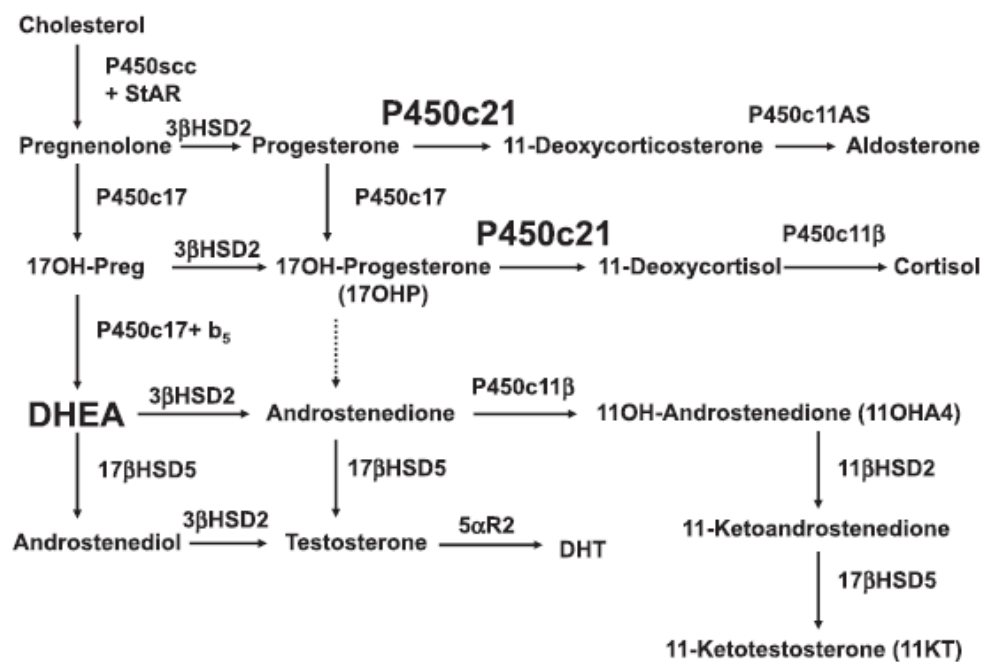 Cholesterol
P450scc
+ StAR
P450c21
P450c11AS
3βHSD2
Pregnenolone Progesterone 11-Deoxycorticosterone Aldosterone
P450c17 P450c17
P450c21
P450c11β
3βHSD2
17OH-Preg 17OH-Progesterone 11-Deoxycortisol Cortisol
(17OHP)
P450c17+ b₅
P450c11β
3βHSD2
DHEA Androstenedione 11OH-Androstenedione (11OHA4)
17βHSD5 17βHSD5 11βHSD2
3βHSD2 5αR2
11-Ketoandrostenedione
Androstenediol Testosterone DHT
17βHSD5
11-Ketotestosterone (11KT)